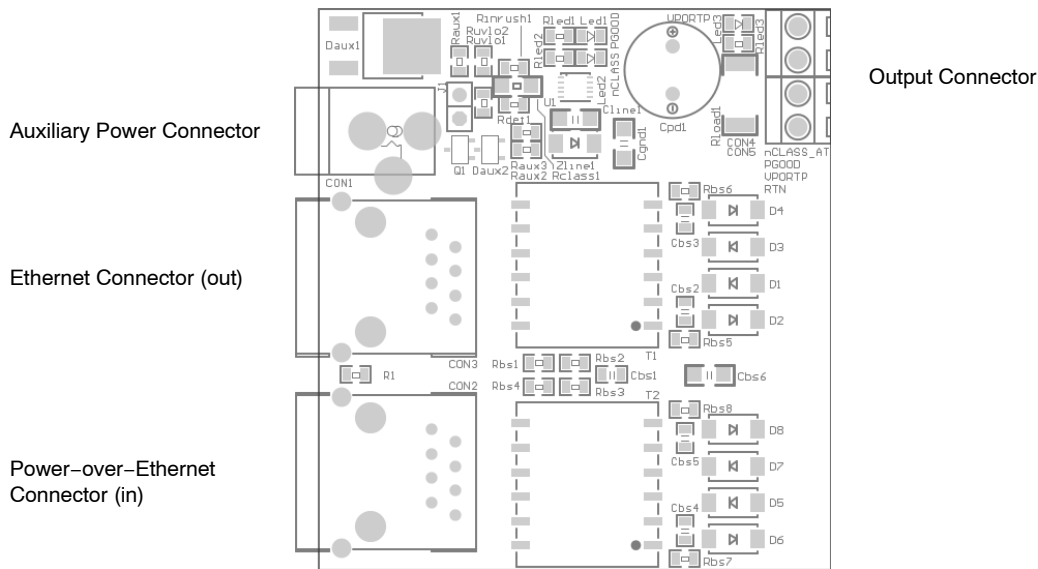 Rinrush1
Rled1
Led1
VPORTP
Led3
Rled3
Raux1
Ruvlo2
Ruvlo1
Daux1
Rled2
nCLASS
PGOOD
Led2
J1
U1
Cline1
Cpd1
Rload1
Output Connector
Auxiliary Power Connector
Rdet1
Cgnd1
CON4
CON5
nCLASS_AT
PGOOD
VPORTP
RTN
Q1
Daux2
Raux3
Raux2
Zline1
Rclass1
CON1
Rbs6
D4
Cbs3
D3
Ethernet Connector (out)
D1
Cbs2
D2
Rbs5
T1
CON3
Rbs1
Rbs2
R1
Cbs1
Cbs6
CON2
Rbs4
Rbs3
T2
Rbs8
D8
Cbs5
D7
Power−over−Ethernet
Connector (in)
D5
Cbs4
D6
Rbs7